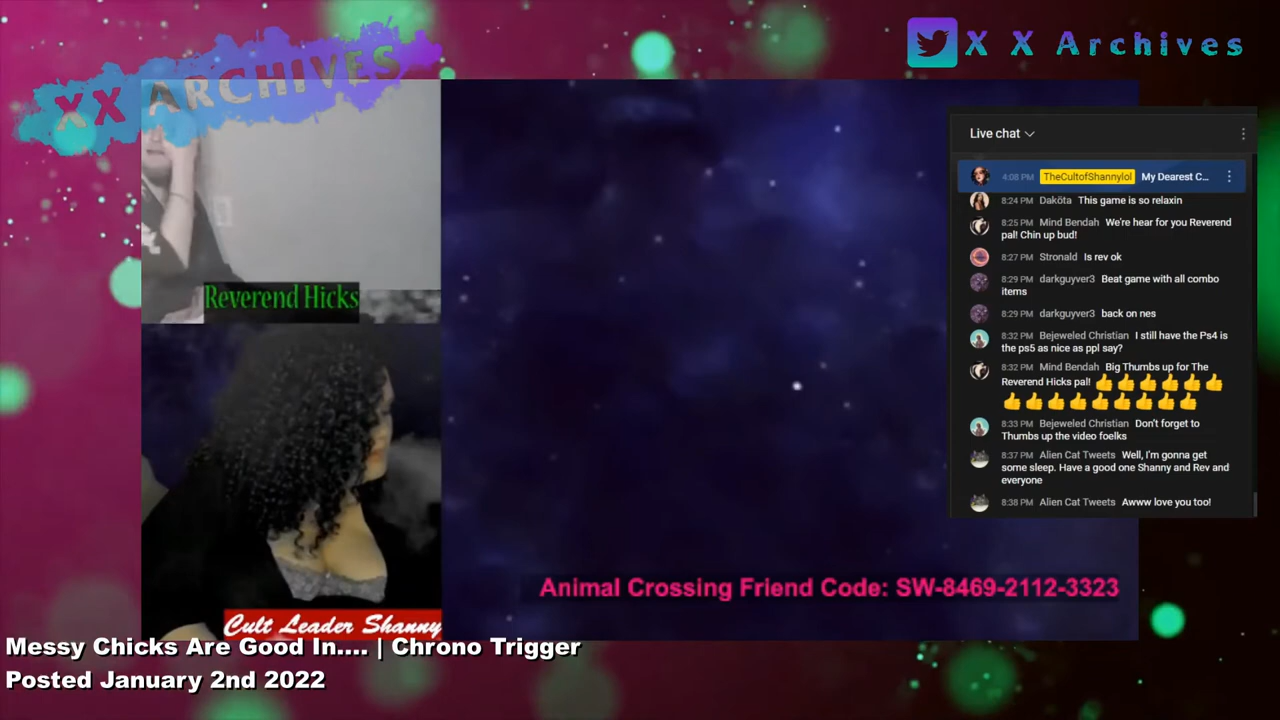 XX ARCHIVES
X X Archives
Live chat
4:08 PM TheCultofShannylol My Dearest C...
8:24 PM Daköta This game is so relaxin
8:25 PM Mind Bendah We're hear for you Reverend
pal! Chin up bud!
8:27 PM Stronald Is rev ok
8:29 PM darkguyver3 Beat game with all combo
items
8:29 PM darkguyver3 back on nes
8:32 PM Bejeweled Christian I still have the Ps4 is
the ps5 as nice as ppl say?
8:32 PM Mind Bendah Big Thumbs up for The
Reverend Hicks pal! 👍👍👍👍👍👍
👍👍👍👍👍👍👍👍👍
8:33 PM Bejeweled Christian Don't forget to
Thumbs up the video foelks
8:37 PM Alien Cat Tweets Well, I'm gonna get
some sleep. Have a good one Shanny and Rev and
everyone
8:38 PM Alien Cat Tweets Awww love you too!
Reverend Hicks
Animal Crossing Friend Code: SW-8469-2112-3323
Cult Leader Shanny
Messy Chicks Are Good In.... | Chrono Trigger
Posted January 2nd 2022